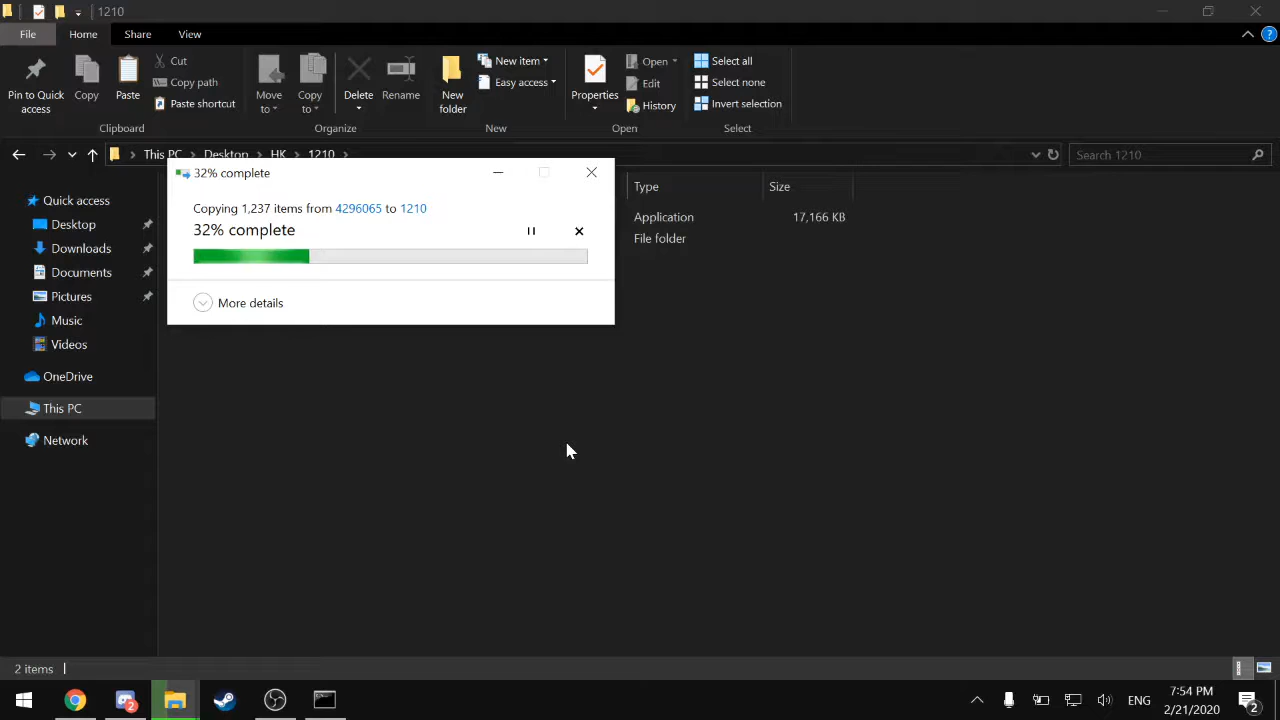 1210
File
Home
Share
View
?
Pin to Quick
access
Copy
Paste
Cut
Copy path
Paste shortcut
Clipboard
Move
to
Copy
to
Delete
Rename
Organize
New
folder
New item
Easy access
New
Properties
Open
Edit
History
Open
Select all
Select none
Invert selection
Select
This PC
Desktop
HK
1210
Search 1210
Quick access
Desktop
Downloads
Documents
Pictures
Music
Videos
OneDrive
This PC
Network
32% complete
Copying 1,237 items from 4296065 to 1210
32% complete
More details
Type
Size
Application
17,166 KB
File folder
2 items
2
ENG
7:54 PM
2/21/2020
2